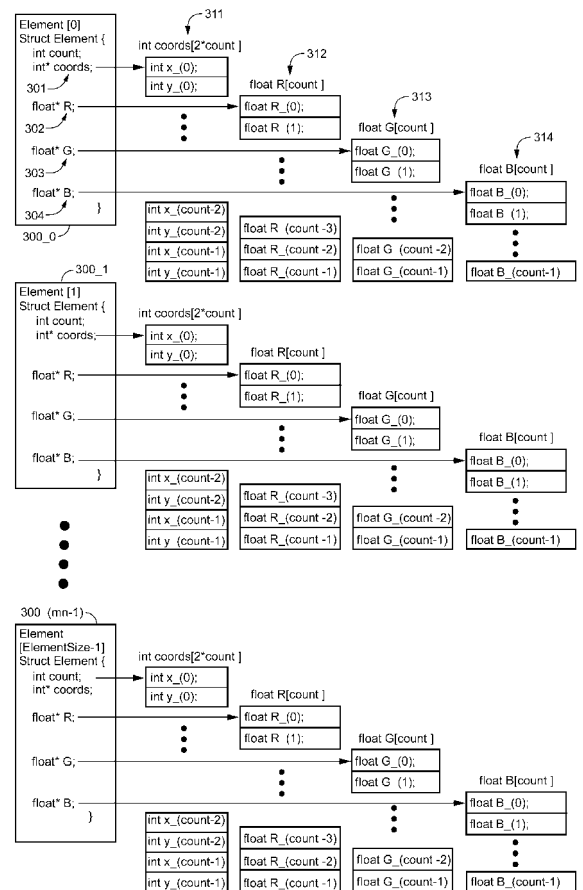 311
Element [0]
Struct Element {
int count;
int* coords;
int coords[2*count ]
int x_(0);
int y_(0);
301
312
float R[count ]
float* R;
float R_(0);
float R (1);
302
313
float G[count ]
float* G;
float G_(0);
float G (1);
303
314
float B[count ]
float* B;
float B_(0);
float B_(1);
304
}
300_0
int x_(count-2)
int y_(count-2)
int x_(count-1)
int y_(count-1)
float R (count -3)
float R_(count -2)
float R_(count -1)
float G (count -2)
float G_(count-1)
float B_(count-1)
300_1
Element [1]
Struct Element {
int count;
int* coords;
int coords[2*count ]
int x_(0);
int y_(0);
float R[count ]
float* R;
float R_(0);
float R_(1);
float G[count ]
float* G;
float G_(0);
float G_(1);
float B[count ]
float* B;
float B_(0);
float B_(1);
}
int x_(count-2)
int y_(count-2)
int x_(count-1)
int y (count-1)
float R_(count -3)
float R_(count -2)
float R_(count -1)
float G_(count -2)
float G_(count-1)
float B_(count-1)
300 (mn-1)
Element
[ElementSize-1]
Struct Element {
int count;
int* coords;
int coords[2*count ]
int x_(0);
int y_(0);
float R[count ]
float* R;
float R_(0);
float R (1);
float G[count ]
float* G;
float G_(0);
float G (1);
float B[count ]
float* B;
float B_(0);
float B_(1);
}
int x_(count-2)
int y_(count-2)
int x_(count-1)
int y_(count-1)
float R_(count -3)
float R_(count -2)
float R_(count -1)
float G_(count -2)
float G_(count-1)
float B_(count-1)